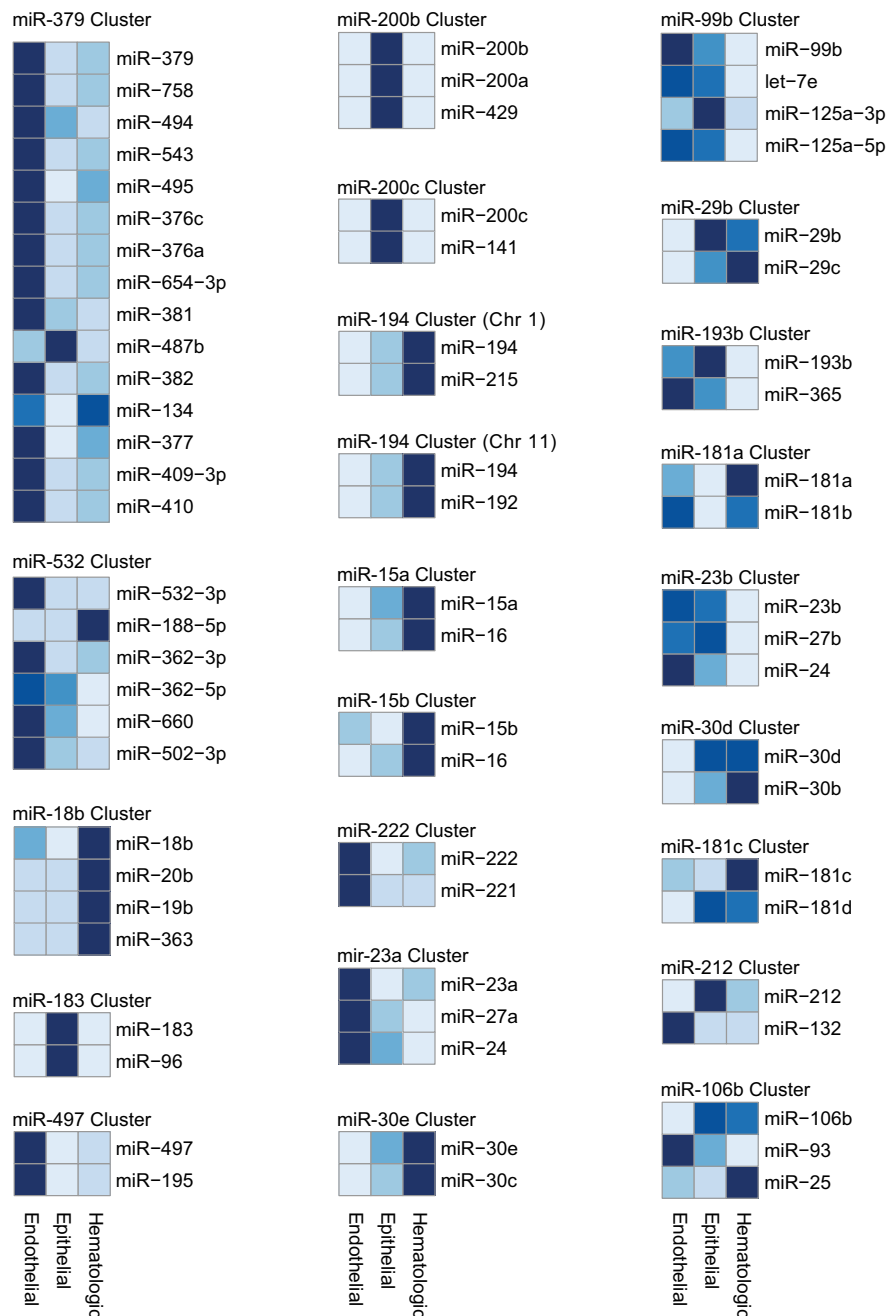 miR-379 Cluster
miR−379
miR−758
miR−494
miR−543
miR−495
miR−376c
miR−376a
miR−654−3p
miR−381
miR−487b
miR−382
miR−134
miR−377
miR−409−3p
miR−410
miR-532 Cluster
miR−532−3p
miR−188−5p
miR−362−3p
miR−362−5p
miR−660
miR−502−3p
miR-18b Cluster
miR−18b
miR−20b
miR−19b
miR−363
miR-183 Cluster
miR−183
miR−96
miR-497 Cluster
miR−497
miR−195
Endothelial
Epithelial
Hematologic
miR-200b Cluster
miR−200b
miR−200a
miR−429
miR-200c Cluster
miR−200c
miR−141
miR-194 Cluster (Chr 1)
miR−194
miR−215
miR-194 Cluster (Chr 11)
miR−194
miR−192
miR-15a Cluster
miR−15a
miR−16
miR-15b Cluster
miR−15b
miR−16
miR-222 Cluster
miR−222
miR−221
mir-23a Cluster
miR−23a
miR−27a
miR−24
miR-30e Cluster
miR−30e
miR−30c
Endothelial
Epithelial
Hematologic
miR-99b Cluster
miR−99b
let−7e
miR−125a−3p
miR−125a−5p
miR-29b Cluster
miR−29b
miR−29c
miR-193b Cluster
miR−193b
miR−365
miR-181a Cluster
miR−181a
miR−181b
miR-23b Cluster
miR−23b
miR−27b
miR−24
miR-30d Cluster
miR−30d
miR−30b
miR-181c Cluster
miR−181c
miR−181d
miR-212 Cluster
miR−212
miR−132
miR-106b Cluster
miR−106b
miR−93
miR−25
Endothelial
Epithelial
Hematologic